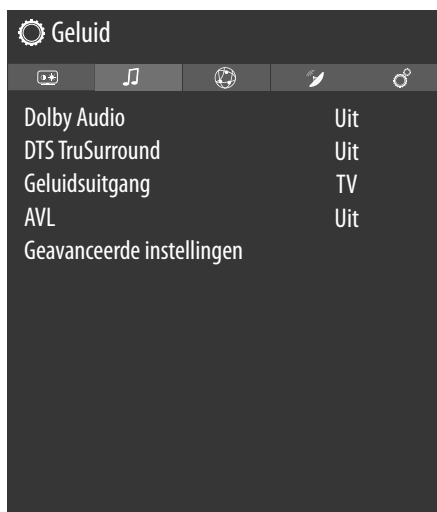 Geluid
Dolby Audio Uit
DTS TruSurround Uit
Geluidsuitgang TV
AVL Uit
Geavanceerde instellingen